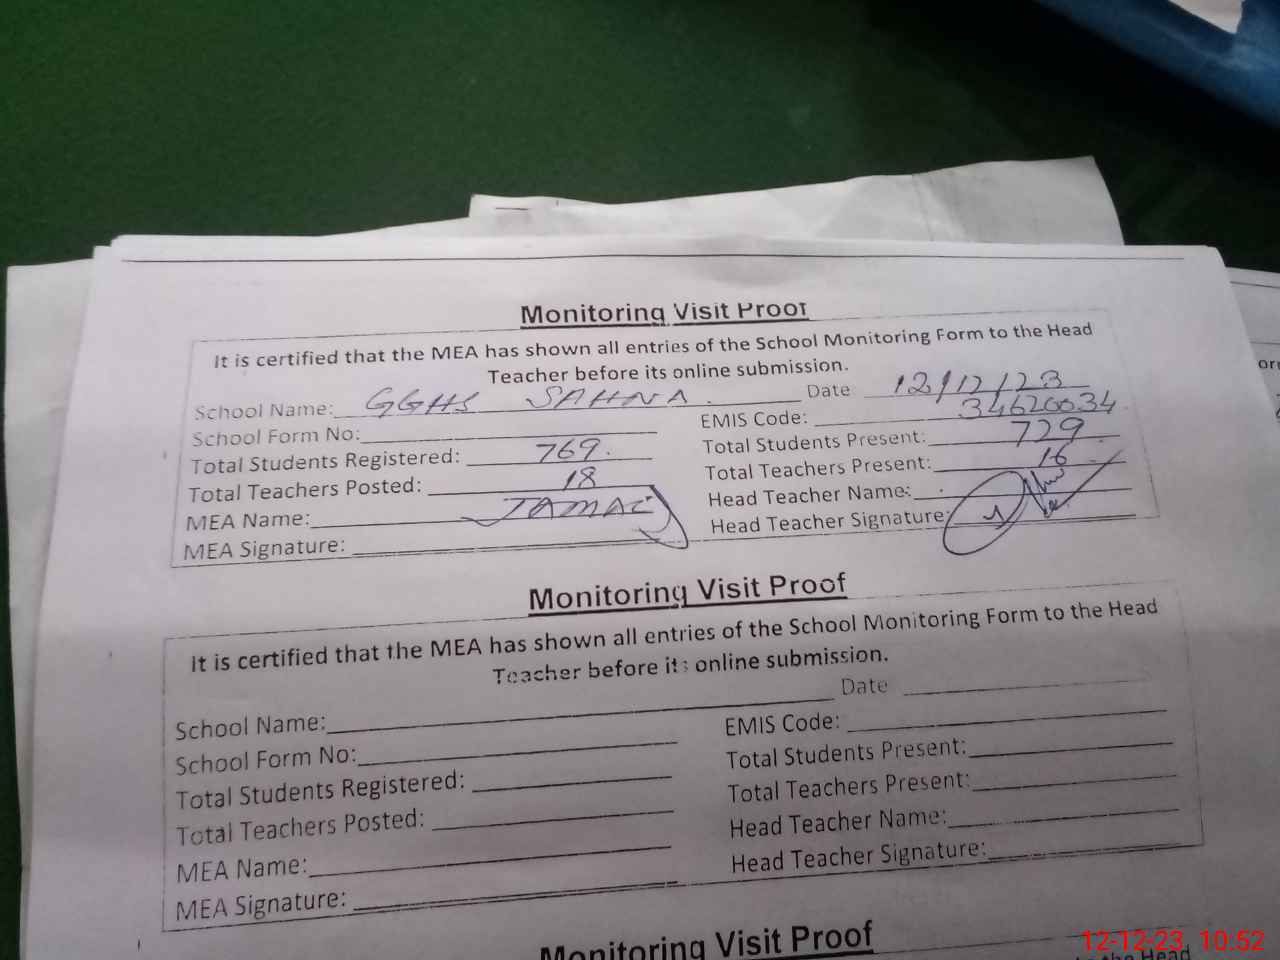 Monitoring Visit Proof
It is certified that the MEA has shown all entries of the School Monitoring Form to the Head
Teacher before its online submission.
School Name: GGHS SAHNA. Date 12/12/23
School Form No: EMIS Code: 34620034
Total Students Registered: 769. Total Students Present: 729
Total Teachers Posted: 18 Total Teachers Present: 16
MEA Name: JAMAL Head Teacher Name:
MEA Signature: Head Teacher Signature:
Monitoring Visit Proof
It is certified that the MEA has shown all entries of the School Monitoring Form to the Head
Teacher before its online submission.
School Name: Date
School Form No: EMIS Code:
Total Students Registered: Total Students Present:
Total Teachers Posted: Total Teachers Present:
MEA Name: Head Teacher Name:
MEA Signature: Head Teacher Signature:
Monitoring Visit Proof
the Head
12-12-23 10:52